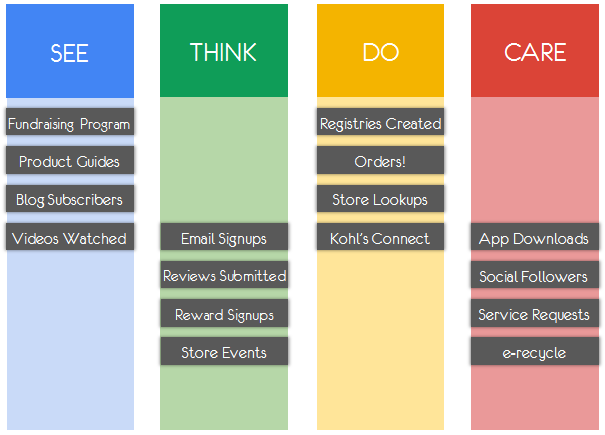 SEE
Fundraising Program
Product Guides
Blog Subscribers
Videos Watched
THINK
Email Signups
Reviews Submitted
Reward Signups
Store Events
DO
Registries Created
Orders!
Store Lookups
Kohl's Connect
CARE
App Downloads
Social Followers
Service Requests
e-recycle